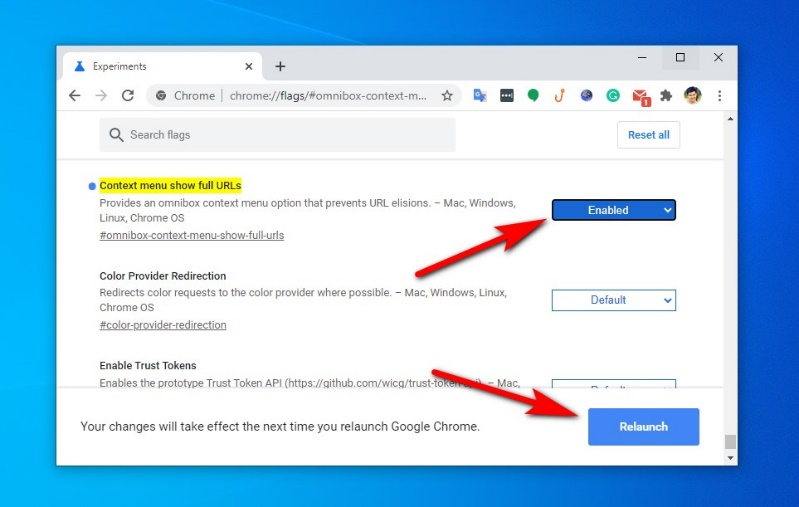 Experiments
Chrome | chrome://flags/#omnibox-context-m...
1
Search flags
Reset all
Context menu show full URLs
Provides an omnibox context menu option that prevents URL elisions. – Mac, Windows,
Linux, Chrome OS
#omnibox-context-menu-show-full-urls
Enabled
Color Provider Redirection
Redirects color requests to the color provider where possible. – Mac, Windows, Linux,
Chrome OS
#color-provider-redirection
Default
Enable Trust Tokens
Enables the prototype Trust Token API (https://github.com/wicg/trust-token-api). – Mac,
Default
Your changes will take effect the next time you relaunch Google Chrome.
Relaunch